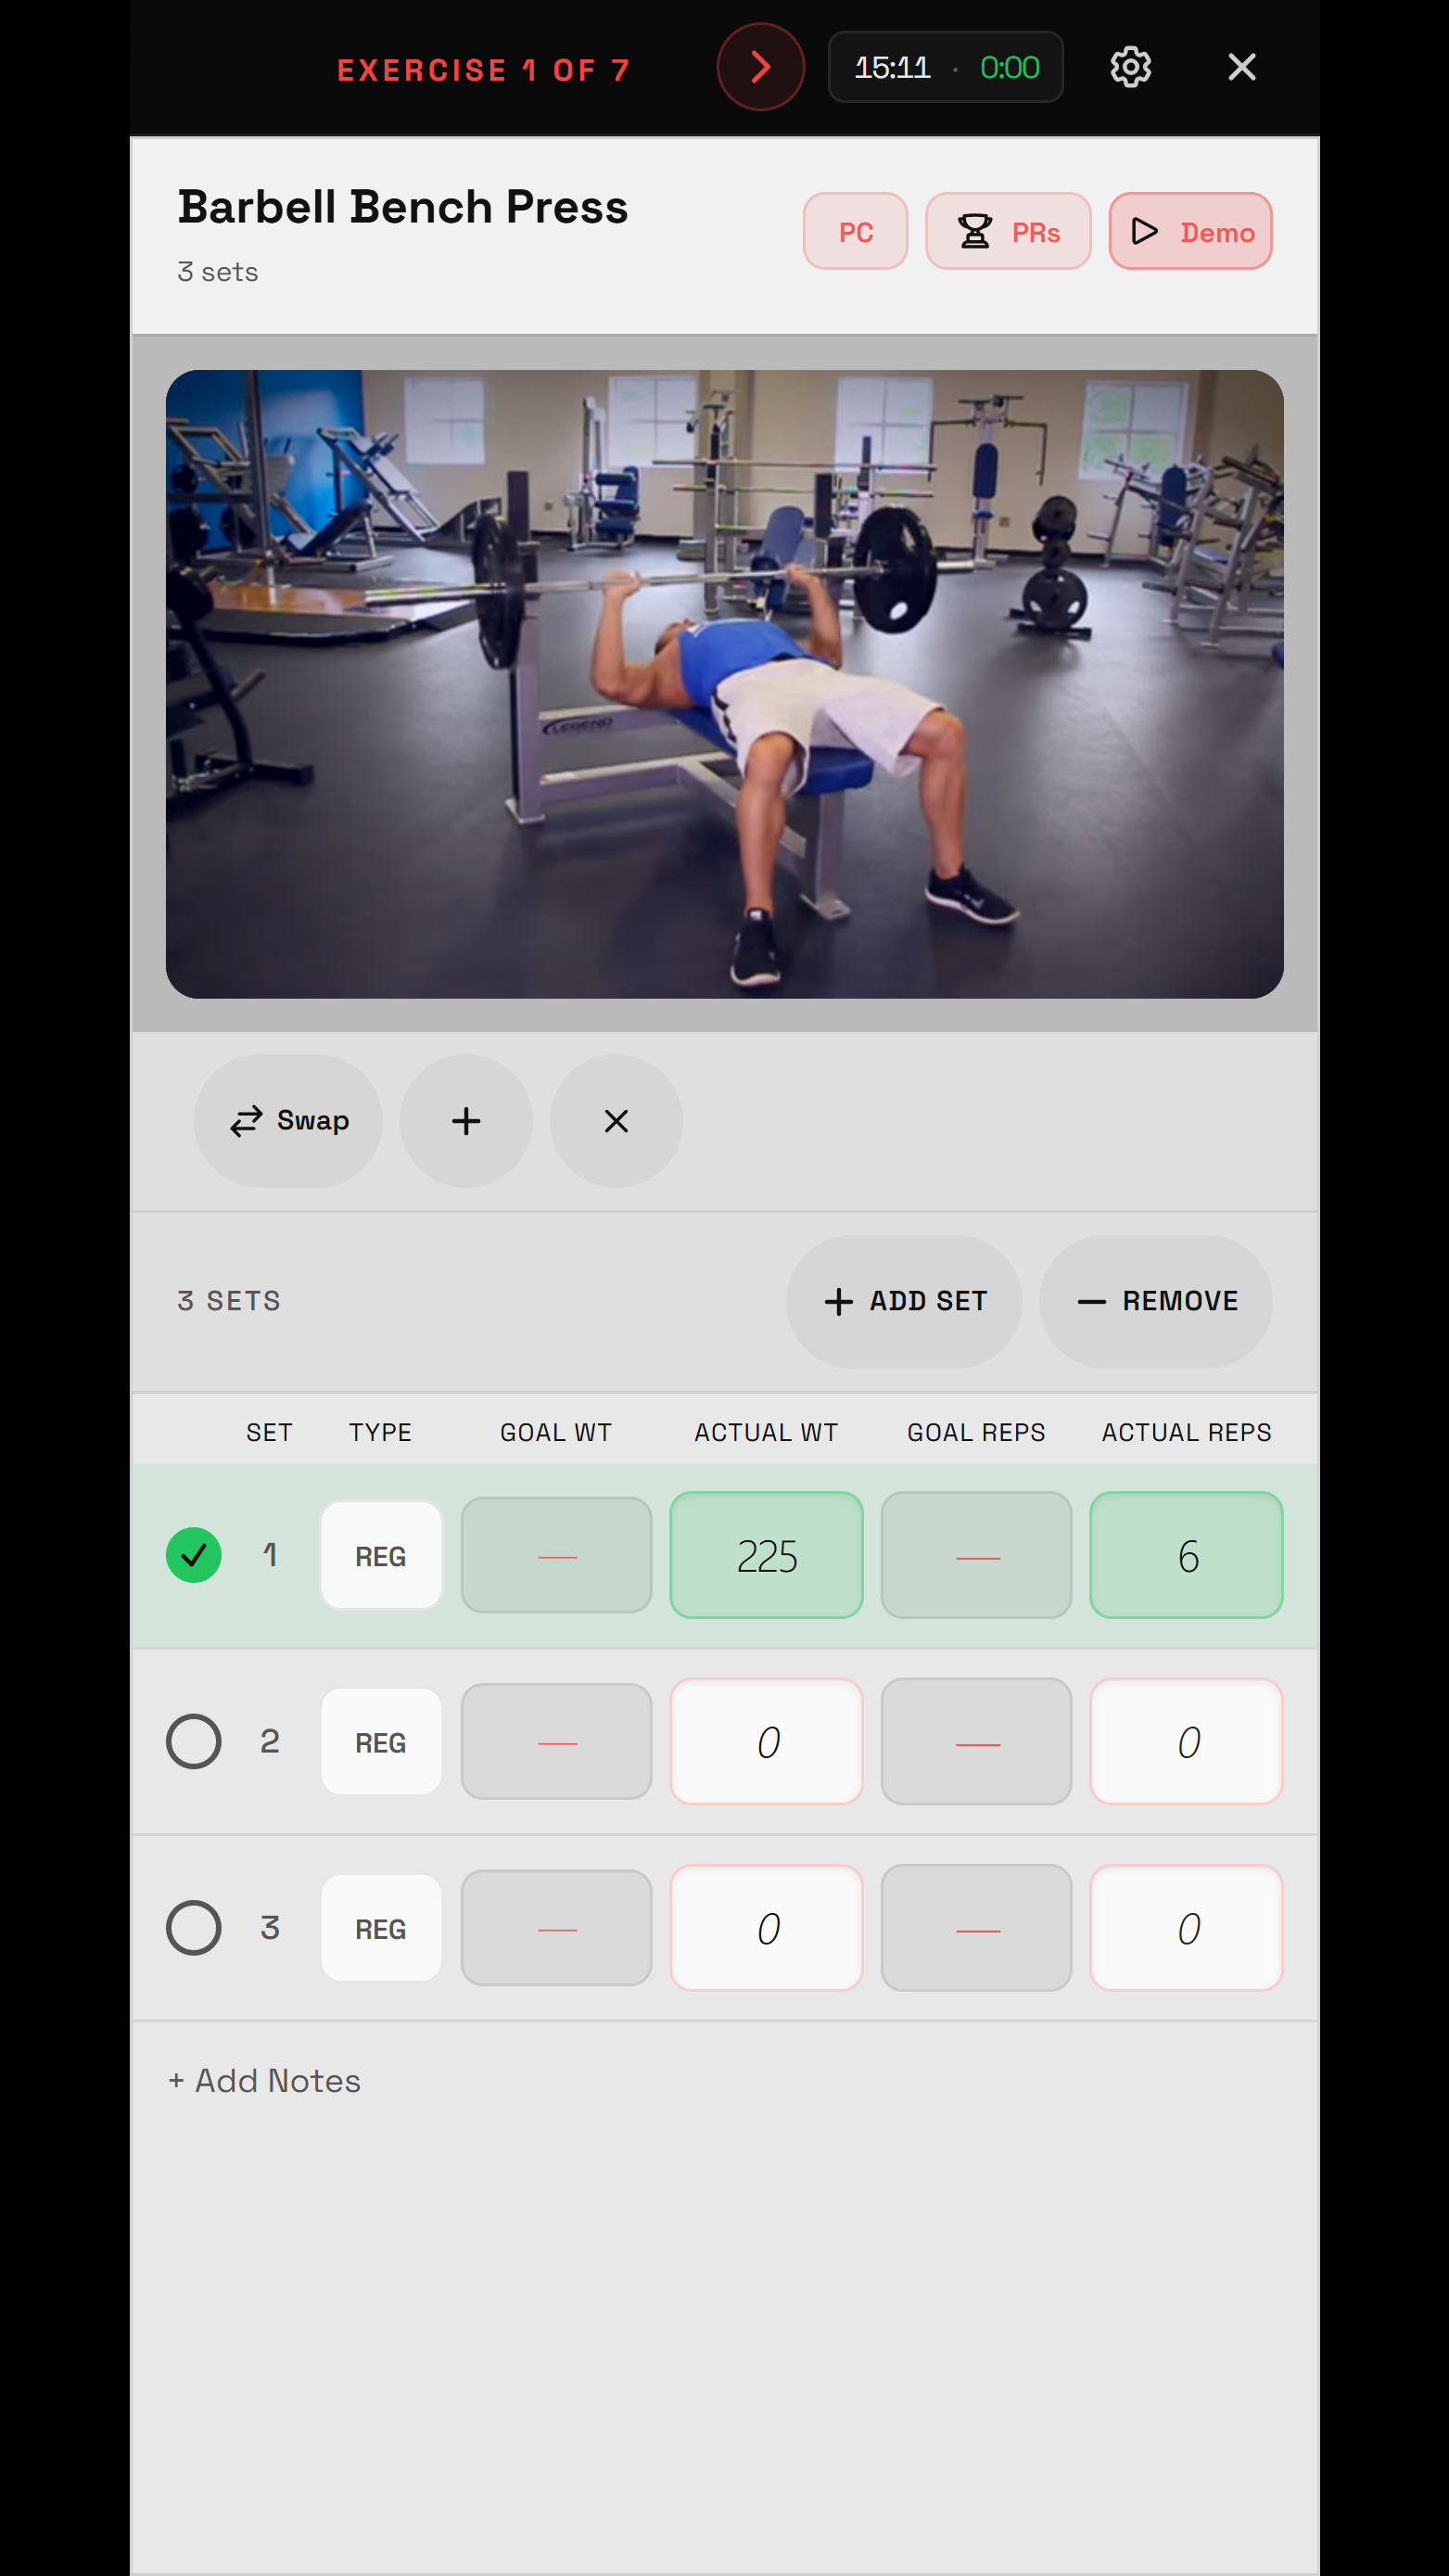 EXERCISE 1 OF 7 15:11 · 0:00
Barbell Bench Press
3 sets
PC PRs Demo
LEGEND
Swap
3 SETS + ADD SET − REMOVE
SET TYPE GOAL WT ACTUAL WT GOAL REPS ACTUAL REPS
1 REG — 225 — 6
2 REG — 0 — 0
3 REG — 0 — 0
+ Add Notes